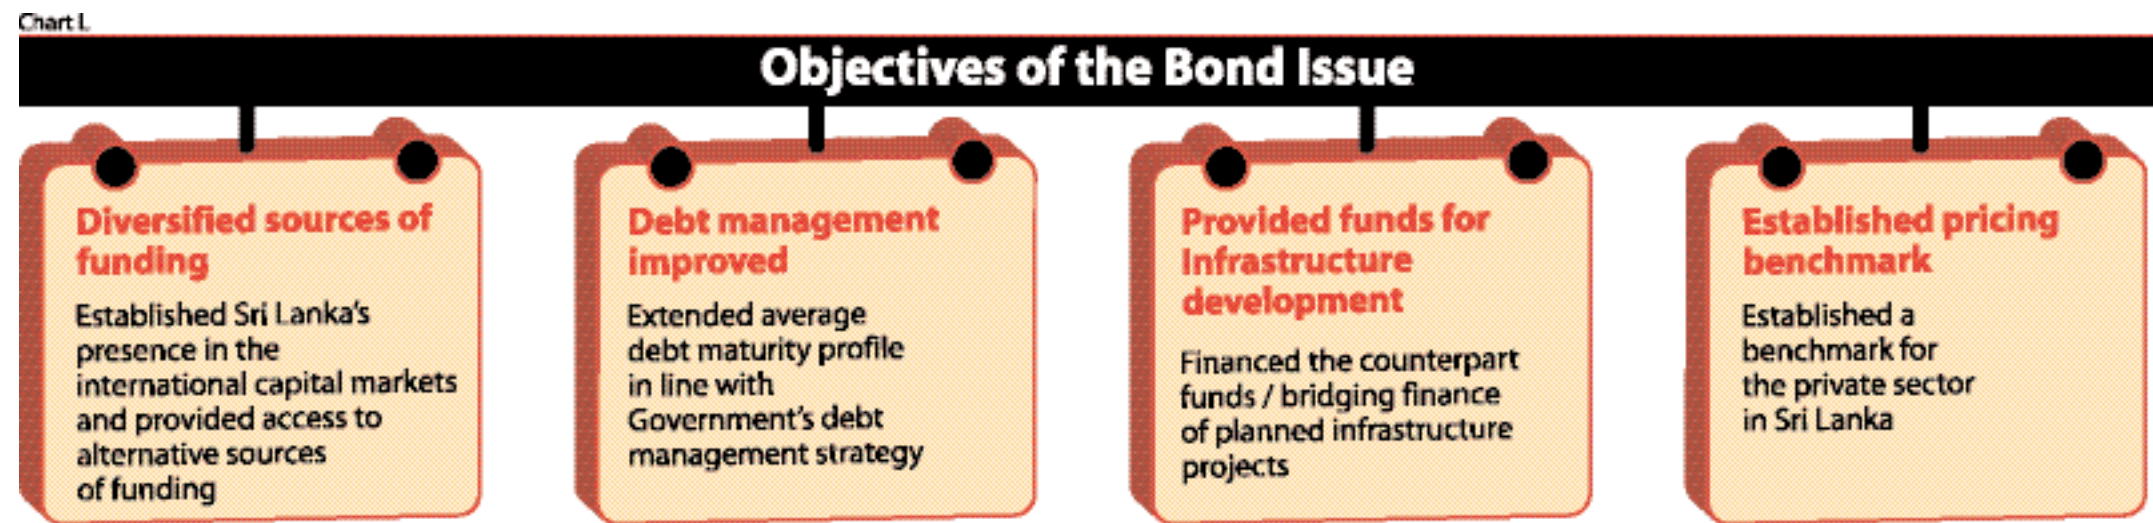 Chart I.
Objectives of the Bond Issue
Diversified sources of
funding
Established Sri Lanka's
presence in the
international capital markets
and provided access to
alternative sources
of funding
Debt management
improved
Extended average
debt maturity profile
in line with
Government's debt
management strategy
Provided funds for
Infrastructure
development
Financed the counterpart
funds / bridging finance
of planned infrastructure
projects
Established pricing
benchmark
Established a
benchmark for
the private sector
in Sri Lanka